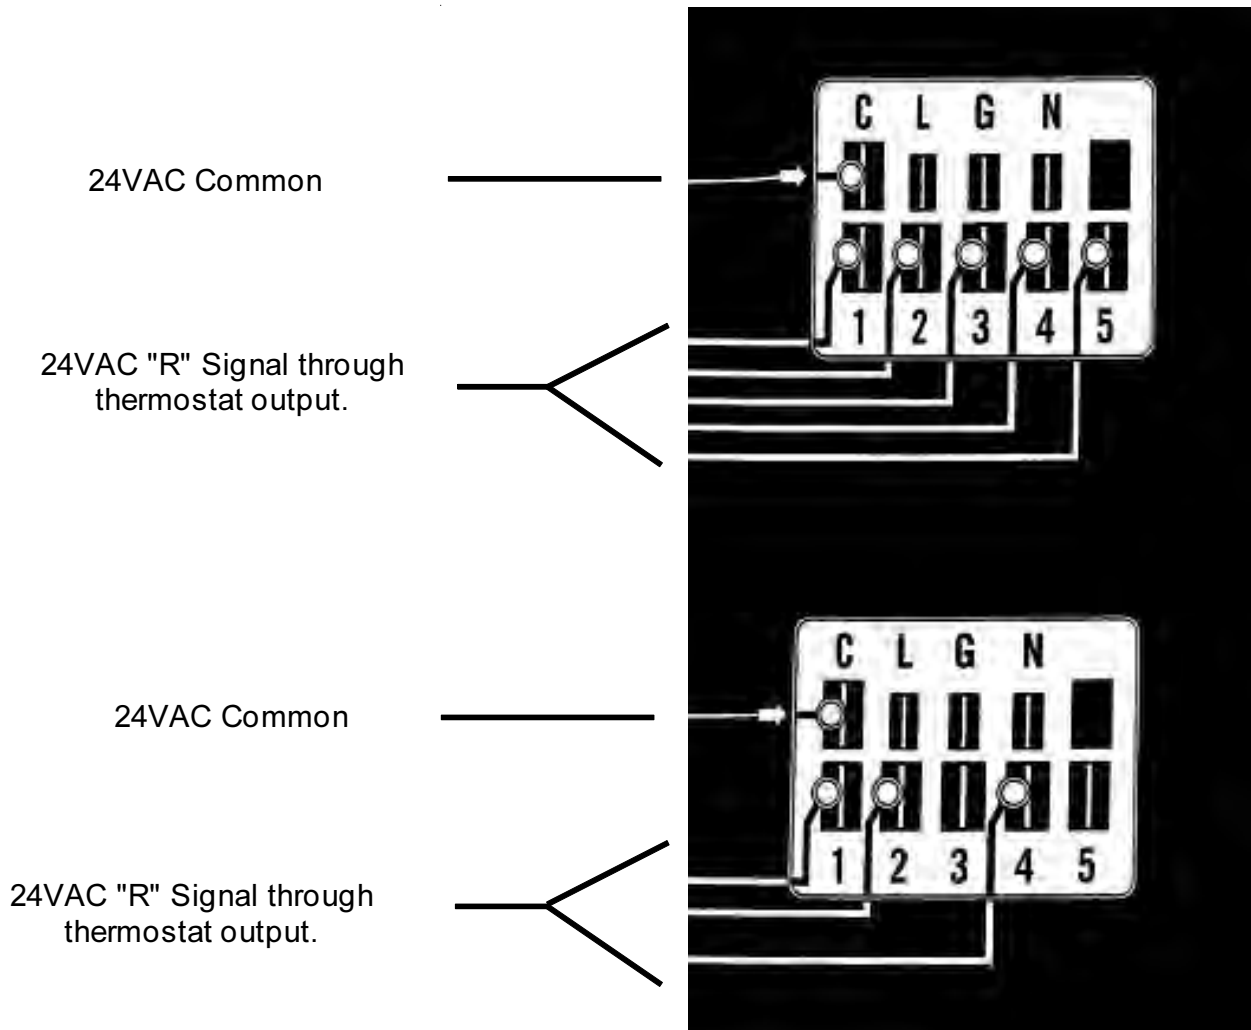 C L G N
24VAC Common
1 2 3 4 5
24VAC "R" Signal through
thermostat output.
C L G N
24VAC Common
1 2 3 4 5
24VAC "R" Signal through
thermostat output.